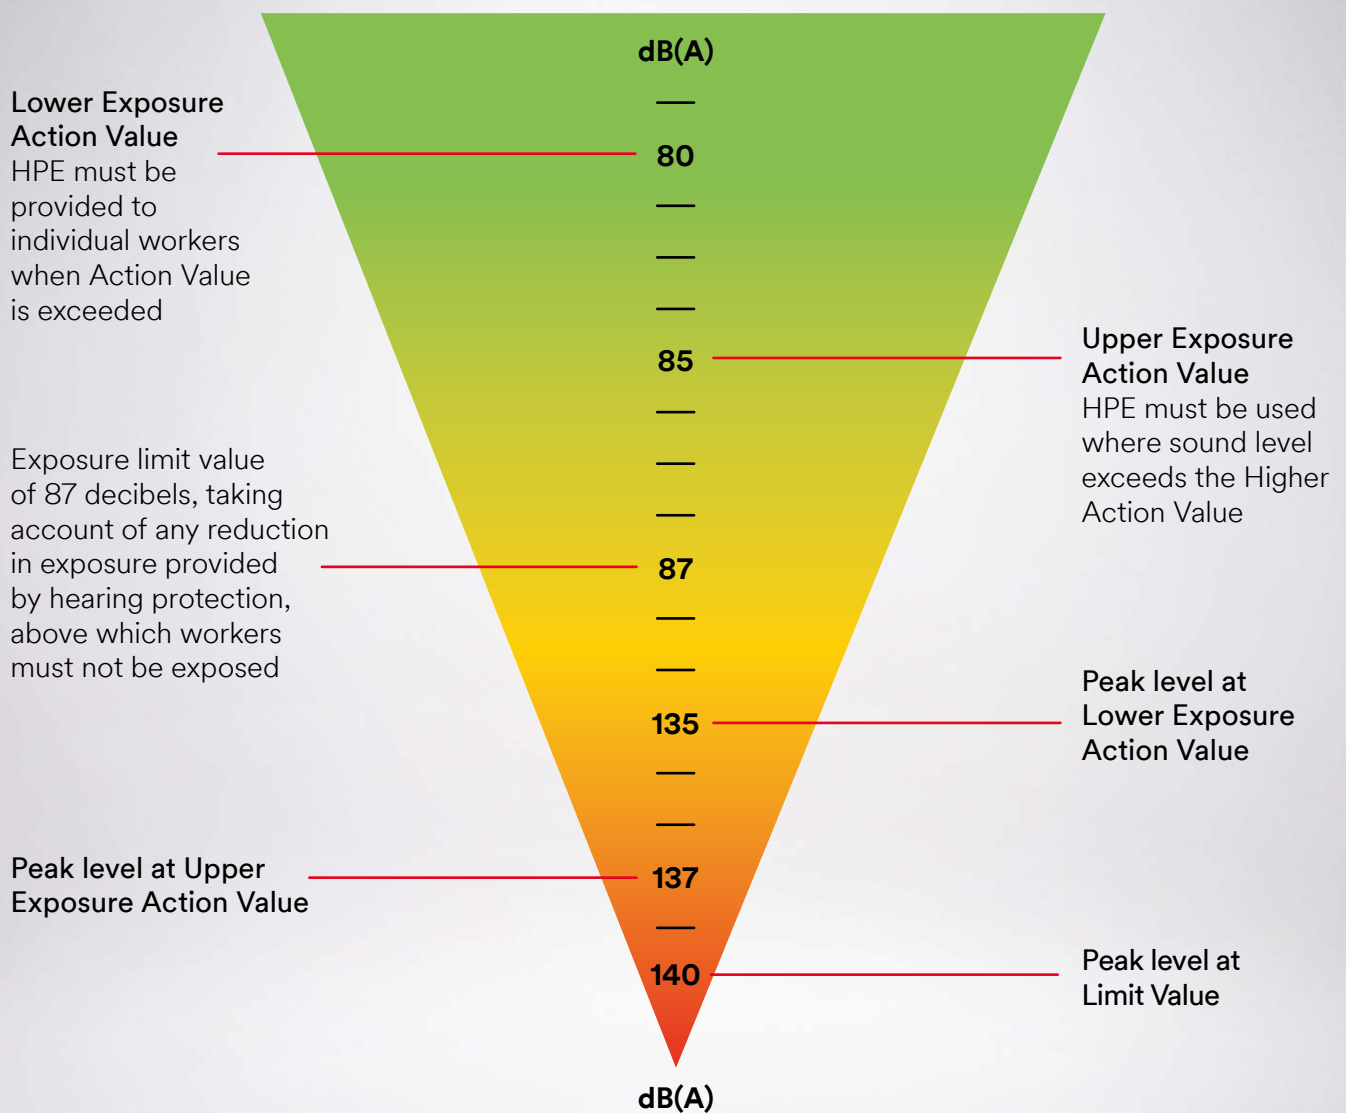 dB(A)
Lower Exposure
Action Value
HPE must be
provided to
individual workers
when Action Value
is exceeded
80
Upper Exposure
Action Value
HPE must be used
where sound level
exceeds the Higher
Action Value
85
Exposure limit value
of 87 decibels, taking
account of any reduction
in exposure provided
by hearing protection,
above which workers
must not be exposed
87
Peak level at
Lower Exposure
Action Value
135
Peak level at Upper
Exposure Action Value
137
Peak level at
Limit Value
140
dB(A)